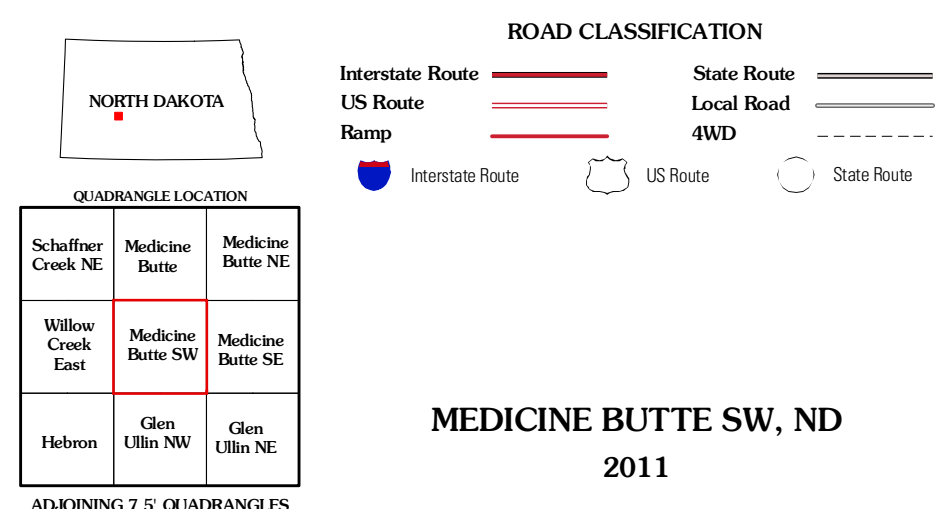 ROAD CLASSIFICATION
Interstate Route
State Route
US Route
Local Road
Ramp
4WD
Interstate Route
US Route
State Route
NORTH DAKOTA
QUADRANGLE LOCATION
Schaffner
Creek NE
Medicine
Butte
Medicine
Butte NE
Willow
Creek
East
Medicine
Butte SW
Medicine
Butte SE
Hebron
Glen
Ullin NW
Glen
Ullin NE
ADJOINING 7.5' QUADRANGLES
MEDICINE BUTTE SW, ND
2011